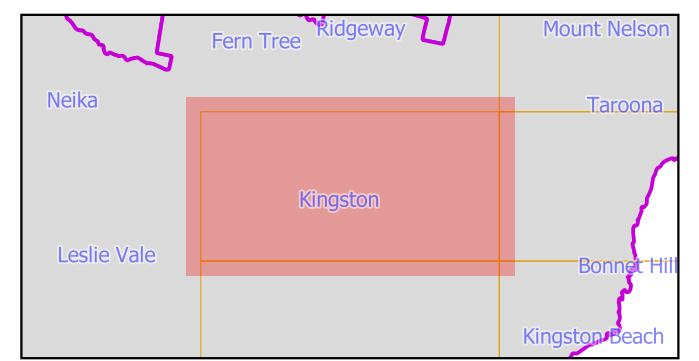 Ridgeway
Mount Nelson
Fern Tree
Neika
Taroona
Kingston
Leslie Vale
Bonnet Hill
Kingston Beach